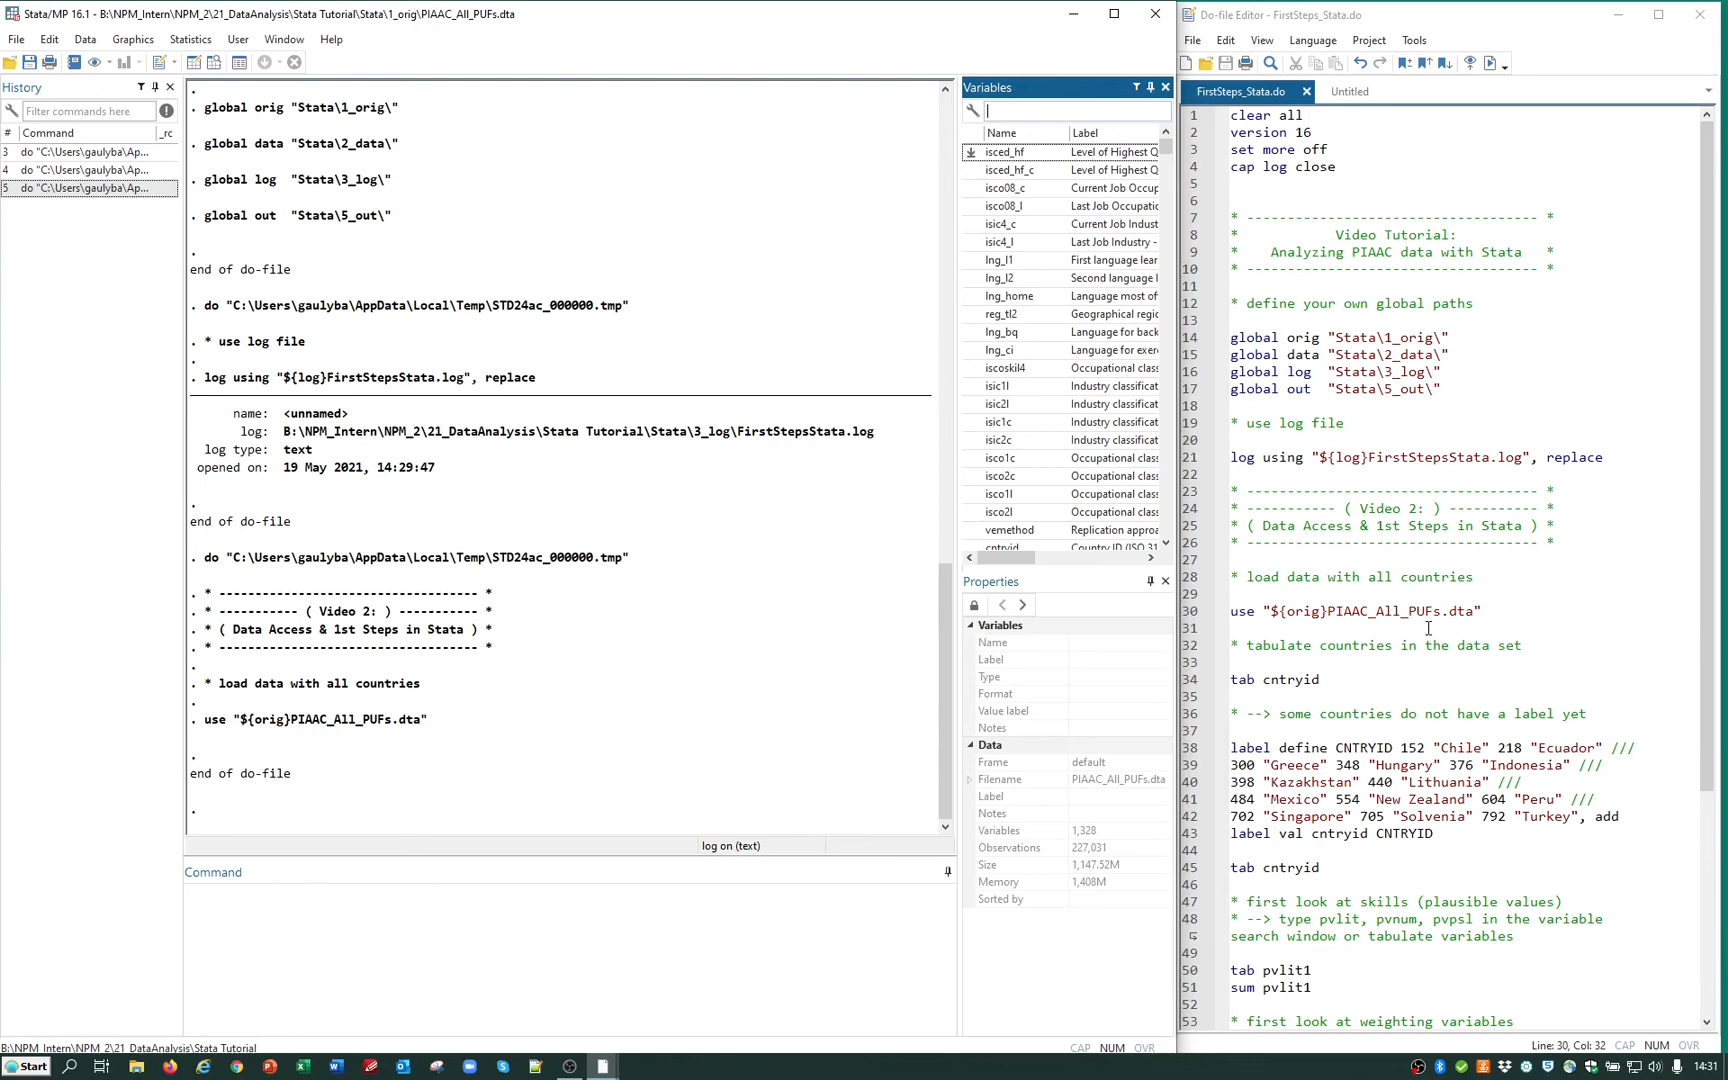 Stata/MP 16.1 - B:\NPM_Intern\NPM_2\21_DataAnalysis\Stata Tutorial\Stata\1_orig\PIAAC_All_PUFs.dta
File Edit Data Graphics Statistics User Window Help
History
Filter commands here
# Command _rc
3 do "C:\Users\gaulyba\Ap...
4 do "C:\Users\gaulyba\Ap...
5 do "C:\Users\gaulyba\Ap...
.
. global orig "Stata\1_orig\"
. global data "Stata\2_data\"
. global log "Stata\3_log\"
. global out "Stata\5_out\"
.
end of do-file
. do "C:\Users\gaulyba\AppData\Local\Temp\STD24ac_000000.tmp"
. * use log file
.
. log using "${log}FirstStepsStata.log", replace
name: <unnamed>
log: B:\NPM_Intern\NPM_2\21_DataAnalysis\Stata Tutorial\Stata\3_log\FirstStepsStata.log
log type: text
opened on: 19 May 2021, 14:29:47
.
end of do-file
. do "C:\Users\gaulyba\AppData\Local\Temp\STD24ac_000000.tmp"
. * ----------------------------------- *
. * ----------- ( Video 2: ) ----------- *
. * ( Data Access & 1st Steps in Stata ) *
. * ----------------------------------- *
.
. * load data with all countries
.
. use "${orig}PIAAC_All_PUFs.dta"
.
end of do-file
.
log on (text)
Command
B:\NPM_Intern\NPM_2\21_DataAnalysis\Stata Tutorial
CAP NUM OVR
Variables
Name Label
isced_hf Level of Highest Q
isced_hf_c Level of Highest Q
isco08_c Current Job Occup
isco08_l Last Job Occupatio
isic4_c Current Job Indust
isic4_l Last Job Industry -
lng_l1 First language lear
lng_l2 Second language l
lng_home Language most of
reg_tl2 Geographical regio
lng_bq Language for back
lng_ci Language for exer
iscoskil4 Occupational class
isic1l Industry classificat
isic2l Industry classificat
isic1c Industry classificat
isic2c Industry classificat
isco1c Occupational class
isco2c Occupational class
isco1l Occupational class
isco2l Occupational class
vemethod Replication approa
cntryid Country ID (ISO 31
Properties
Variables
Name
Label
Type
Format
Value label
Notes
Data
Frame default
Filename PIAAC_All_PUFs.dta
Label
Notes
Variables 1,328
Observations 227,031
Size 1,147.52M
Memory 1,408M
Sorted by
Do-file Editor - FirstSteps_Stata.do
File Edit View Language Project Tools
FirstSteps_Stata.do Untitled
1 clear all
2 version 16
3 set more off
4 cap log close
5
6
7 * ----------------------------------- *
8 * Video Tutorial:
9 * Analyzing PIAAC data with Stata *
10 * ----------------------------------- *
11
12 * define your own global paths
13
14 global orig "Stata\1_orig\"
15 global data "Stata\2_data\"
16 global log "Stata\3_log\"
17 global out "Stata\5_out\"
18
19 * use log file
20
21 log using "${log}FirstStepsStata.log", replace
22
23 * ----------------------------------- *
24 * ----------- ( Video 2: ) ----------- *
25 * ( Data Access & 1st Steps in Stata ) *
26 * ----------------------------------- *
27
28 * load data with all countries
29
30 use "${orig}PIAAC_All_PUFs.dta"
31
32 * tabulate countries in the data set
33
34 tab cntryid
35
36 * --> some countries do not have a label yet
37
38 label define CNTRYID 152 "Chile" 218 "Ecuador" ///
39 300 "Greece" 348 "Hungary" 376 "Indonesia" ///
40 398 "Kazakhstan" 440 "Lithuania" ///
41 484 "Mexico" 554 "New Zealand" 604 "Peru" ///
42 702 "Singapore" 705 "Solvenia" 792 "Turkey", add
43 label val cntryid CNTRYID
44
45 tab cntryid
46
47 * first look at skills (plausible values)
48 * --> type pvlit, pvnum, pvpsl in the variable
search window or tabulate variables
49
50 tab pvlit1
51 sum pvlit1
52
53 * first look at weighting variables
Line: 30, Col: 32 CAP NUM OVR
Start
14:31